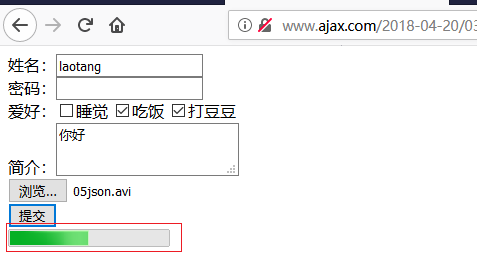 www.ajax.com/2018-04-20/03
姓名：laotang
密码：
爱好：睡觉 吃饭 打豆豆
你好
简介：
浏览... 05json.avi
提交